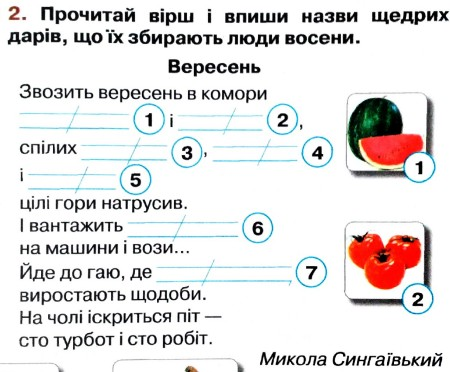 2. Прочитай вірш і впиши назви щедрих
дарів, що їх збирають люди восени.
Вересень
Звозить вересень в комори
1 і 2,
спілих 3, 4
і 5
цілі гори натрусив.
І вантажить 6
на машини і вози...
Йде до гаю, де 7
виростають щодоби.
На чолі іскриться піт —
сто турбот і сто робіт.
Микола Сингаївький
1
2